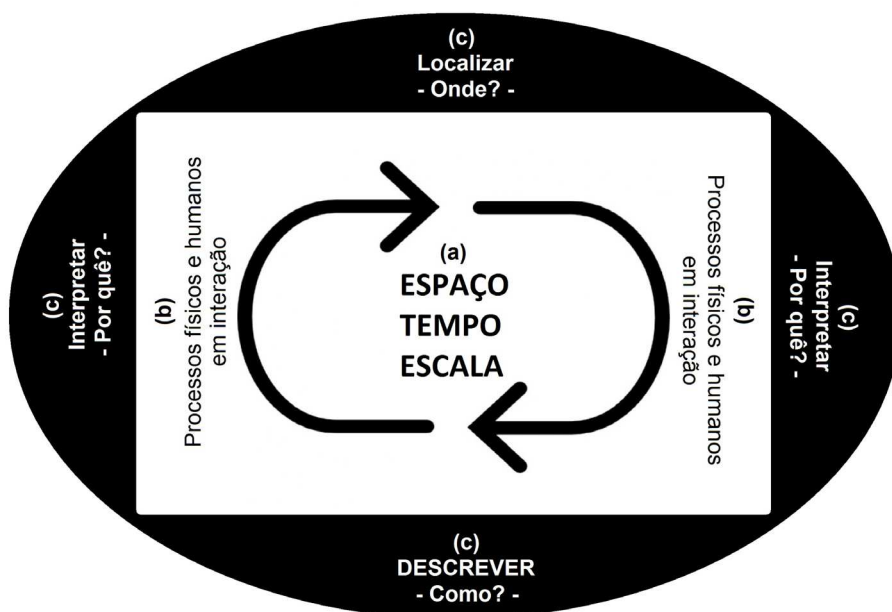 (c)
Localizar
- Onde? -
(c)
Interpretar
- Por quê? -
(b)
Processos físicos e humanos
em interação
(a)
ESPAÇO
TEMPO
ESCALA
Processos físicos e humanos
em interação
(b)
(c)
Interpretar
- Por quê? -
(c)
DESCREVER
- Como? -